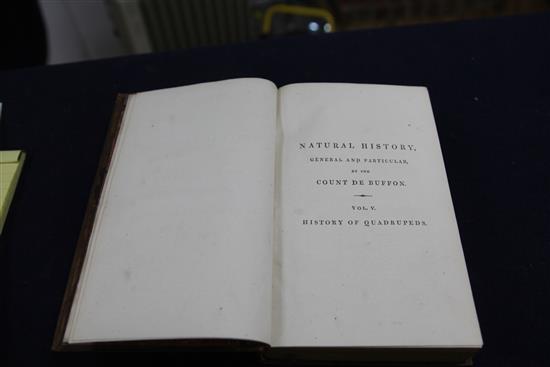 NATURAL HISTORY,
GENERAL AND PARTICULAR,
BY THE
COUNT DE BUFFON.
VOL. V.
HISTORY OF QUADRUPEDS.